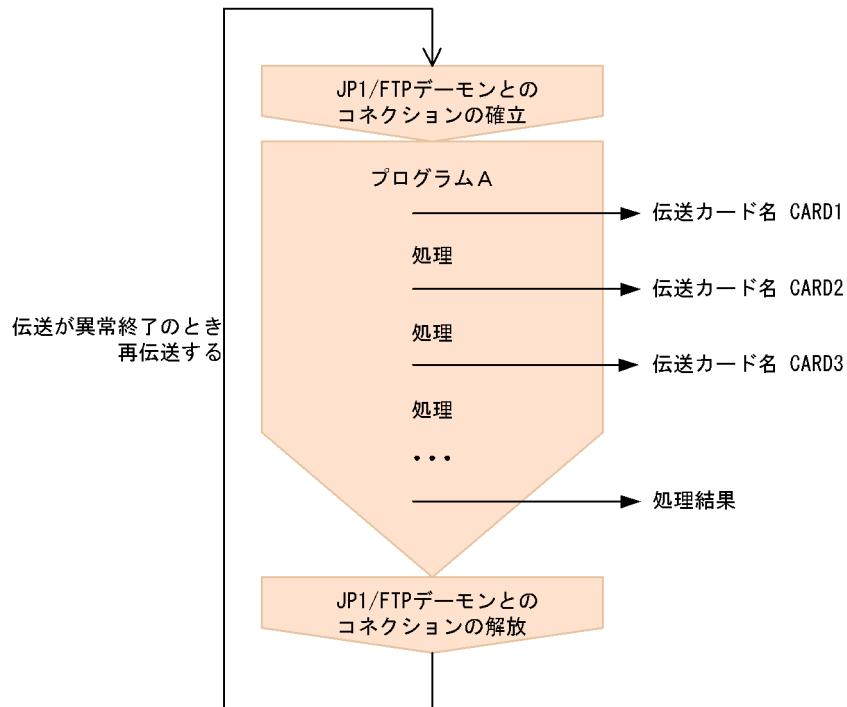 JP1/FTPデーモンとの
コネクションの確立
プログラムA
伝送カード名 CARD1
処理
伝送カード名 CARD2
伝送が異常終了のとき
再伝送する
処理
伝送カード名 CARD3
処理
・・・
処理結果
JP1/FTPデーモンとの
コネクションの解放